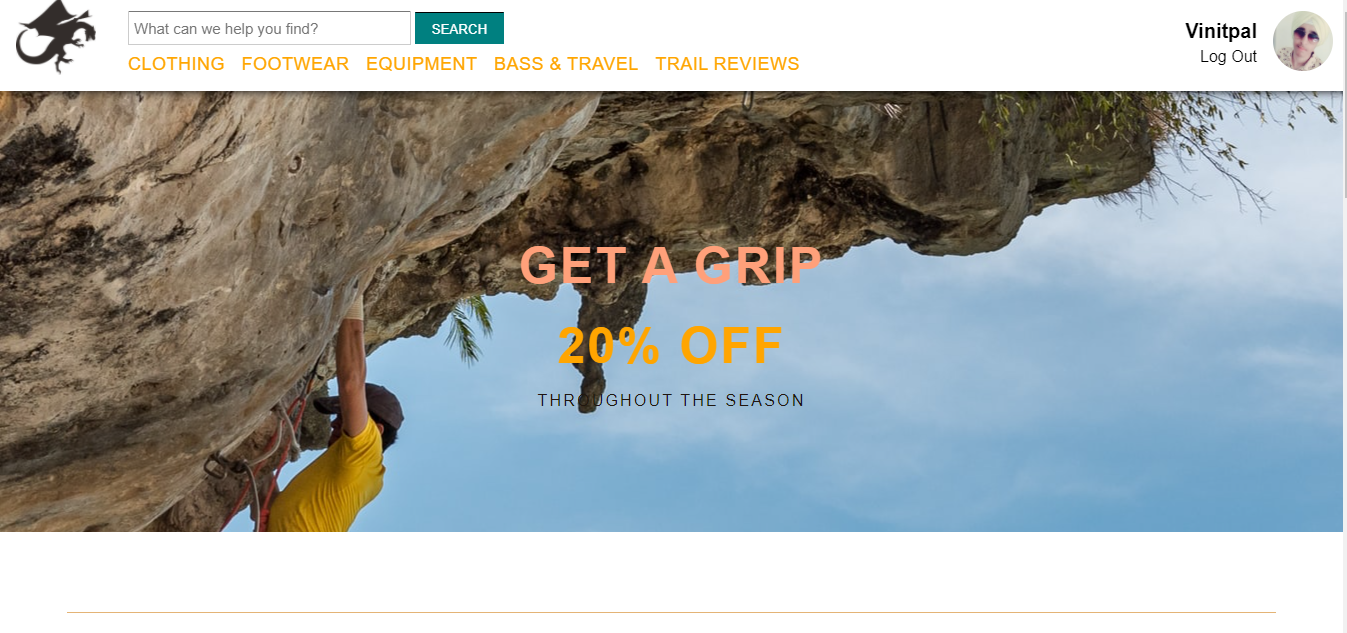 What can we help you find?
SEARCH
Vinitpal
Log Out
CLOTHING FOOTWEAR EQUIPMENT BASS & TRAVEL TRAIL REVIEWS
GET A GRIP
20% OFF
THROUGHOUT THE SEASON